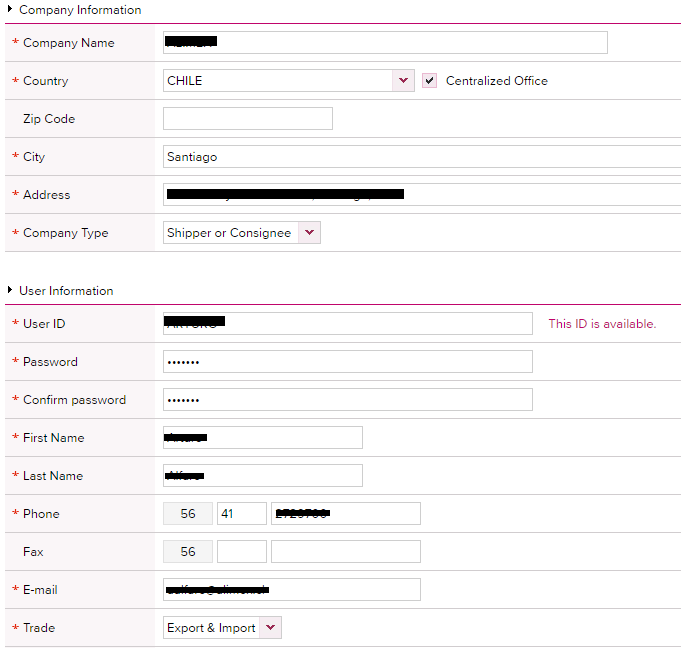 Company Information
* Company Name
* Country CHILE Centralized Office
Zip Code
* City Santiago
* Address
* Company Type Shipper or Consignee
User Information
* User ID This ID is available.
* Password •••••••
* Confirm password •••••••
* First Name
* Last Name
* Phone 56 41
Fax 56
* E-mail
* Trade Export & Import